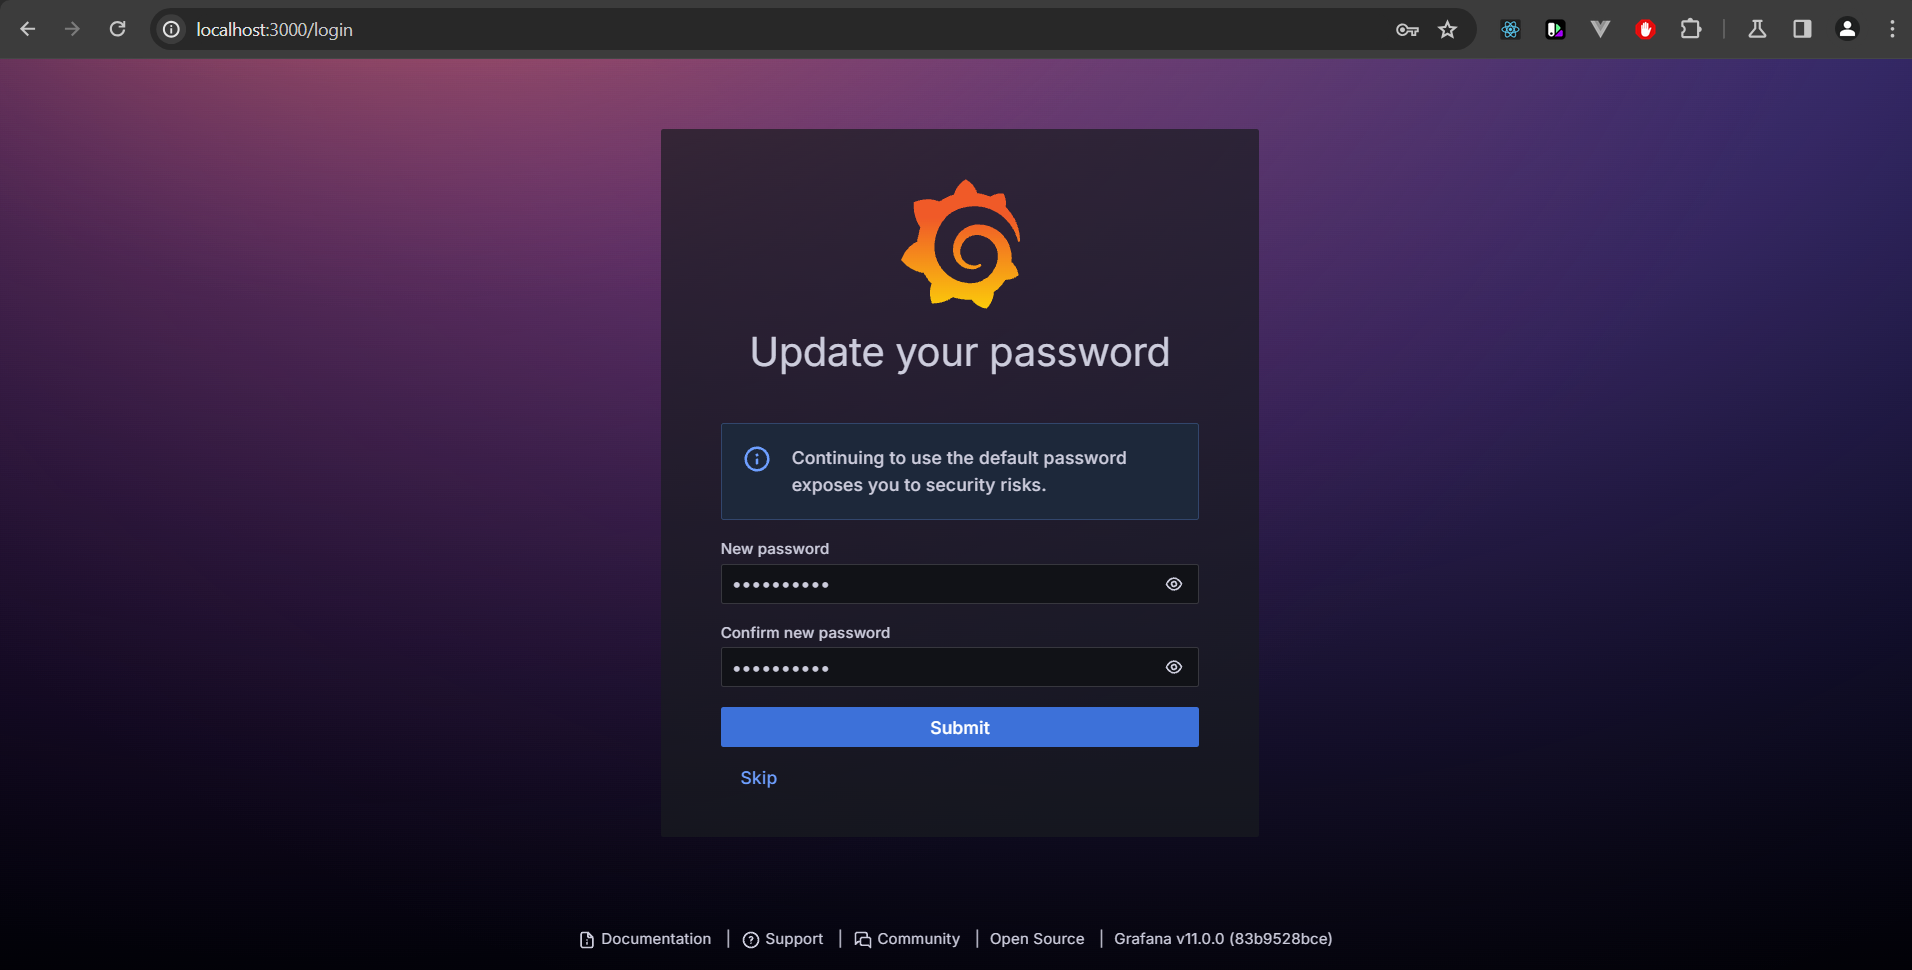 localhost:3000/login
Update your password
Continuing to use the default password
exposes you to security risks.
New password
••••••••••
Confirm new password
••••••••••
Submit
Skip
Documentation | Support | Community | Open Source | Grafana v11.0.0 (83b9528bce)